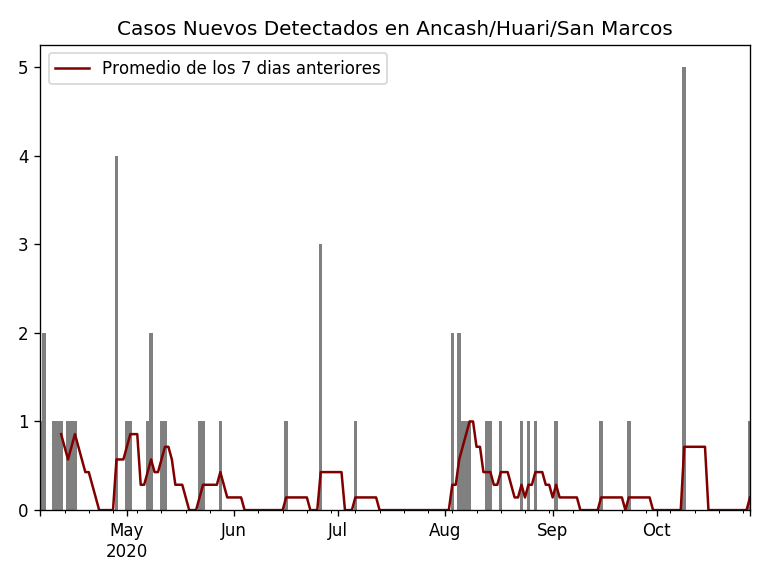 Casos Nuevos Detectados en Ancash/Huari/San Marcos
Promedio de los 7 dias anteriores
5
4
3
2
1
0
May Jun Jul Aug Sep Oct
2020